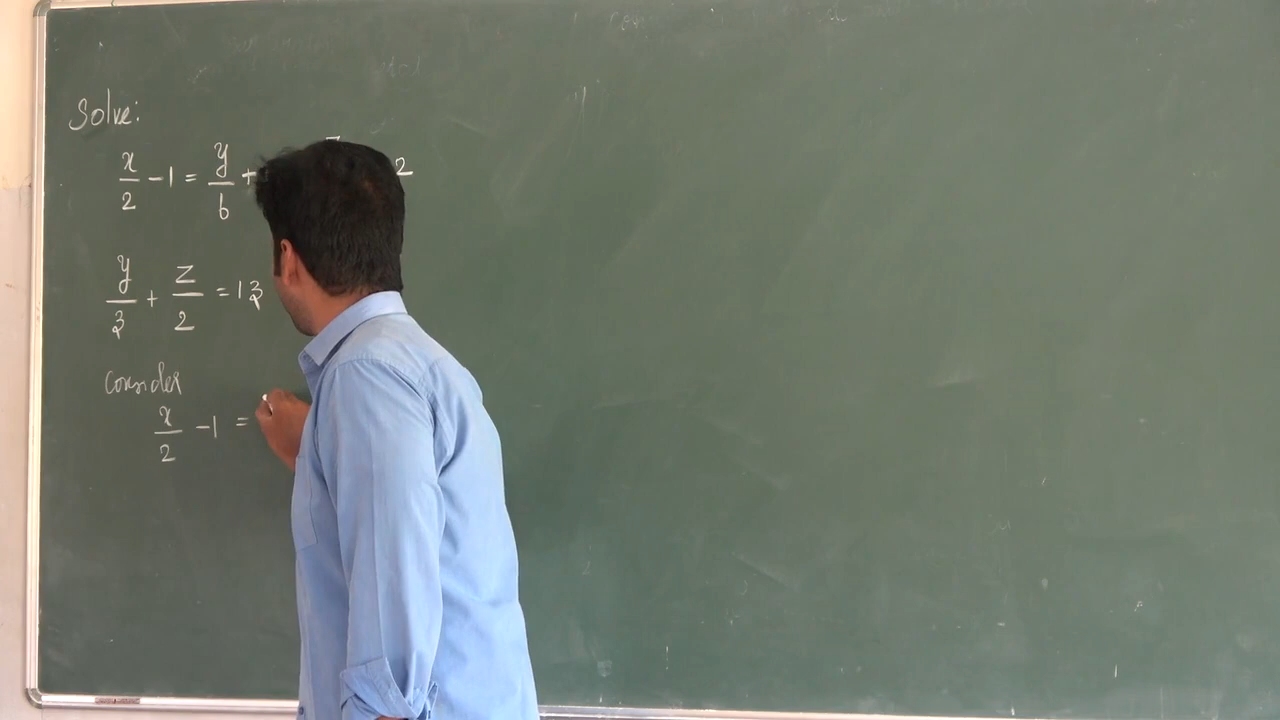 Solve:
x/2 - 1 = y/6 + z 2
y/3 + z/2 = 13
consider
x/2 - 1 =